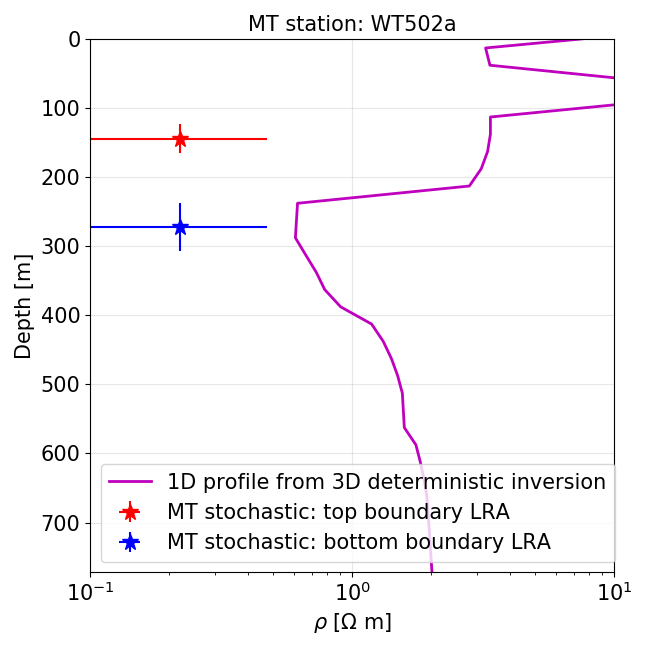 MT station: WT502a
0
100
200
300
400
500
600
700
Depth [m]
1D profile from 3D deterministic inversion
MT stochastic: top boundary LRA
MT stochastic: bottom boundary LRA
10⁻¹
10⁰
10¹
ρ [Ω m]